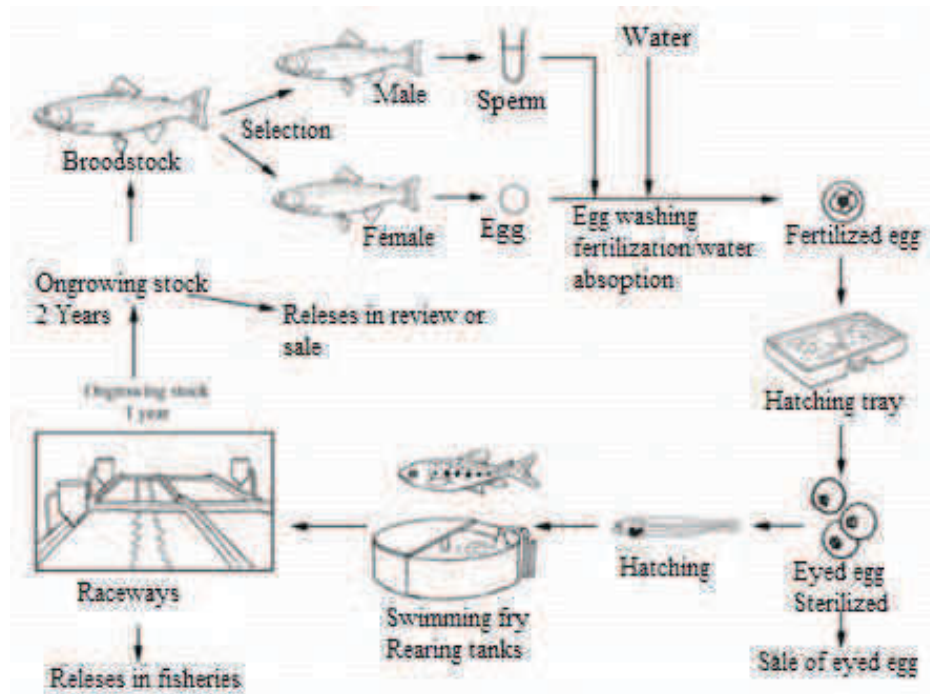 Water
Male
Sperm
Selection
Broodstock
Female
Egg
Egg washing
fertilization/water
absoption
Fertilized egg
Ongrowing stock
2 Years
Releses in review or
sale
Ongrowing stock
1 year
Hatching tray
Raceways
Swimming fry
Rearing tanks
Hatching
Eyed egg
Sterilized
Releses in fisheries
Sale of eyed egg